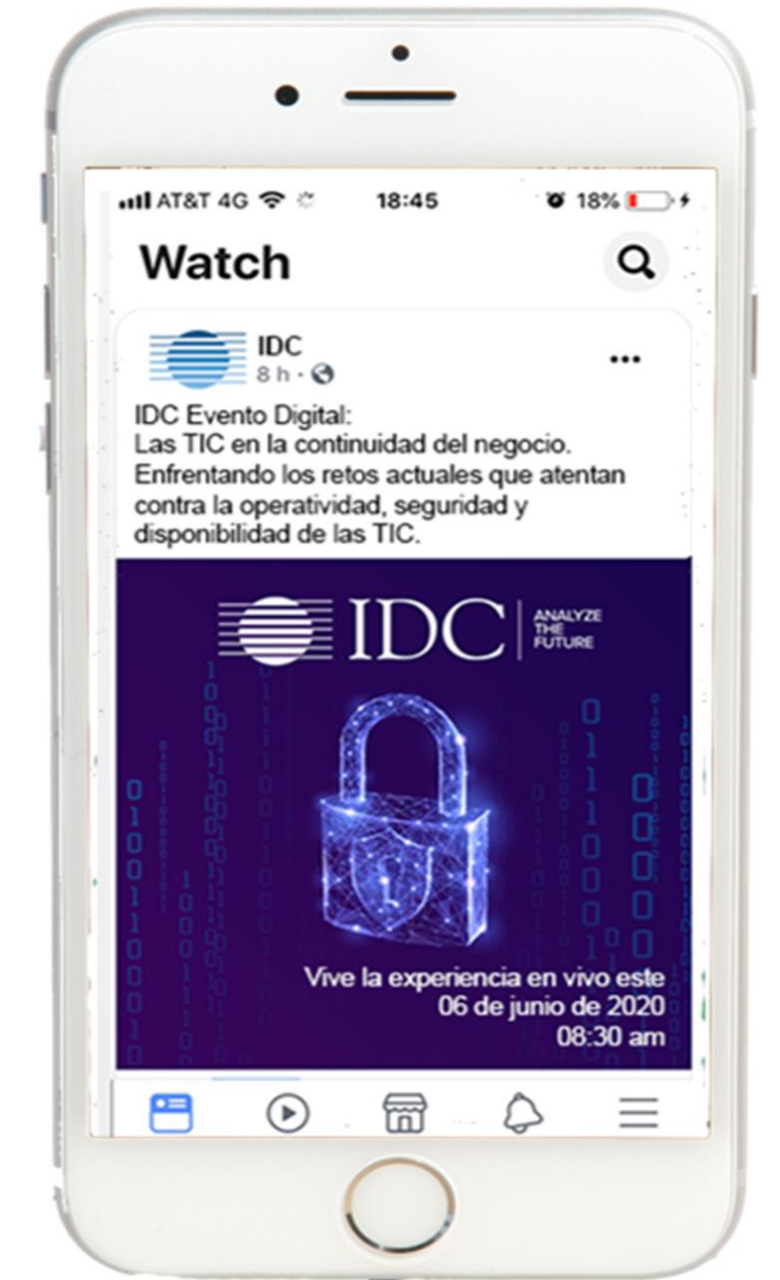 AT&T 4G 18:45 18%
Watch
IDC
8 h ·
IDC Evento Digital:
Las TIC en la continuidad del negocio.
Enfrentando los retos actuales que atentan
contra la operatividad, seguridad y
disponibilidad de las TIC.
IDC
ANALYZE
THE
FUTURE
Vive la experiencia en vivo este
06 de junio de 2020
08:30 am